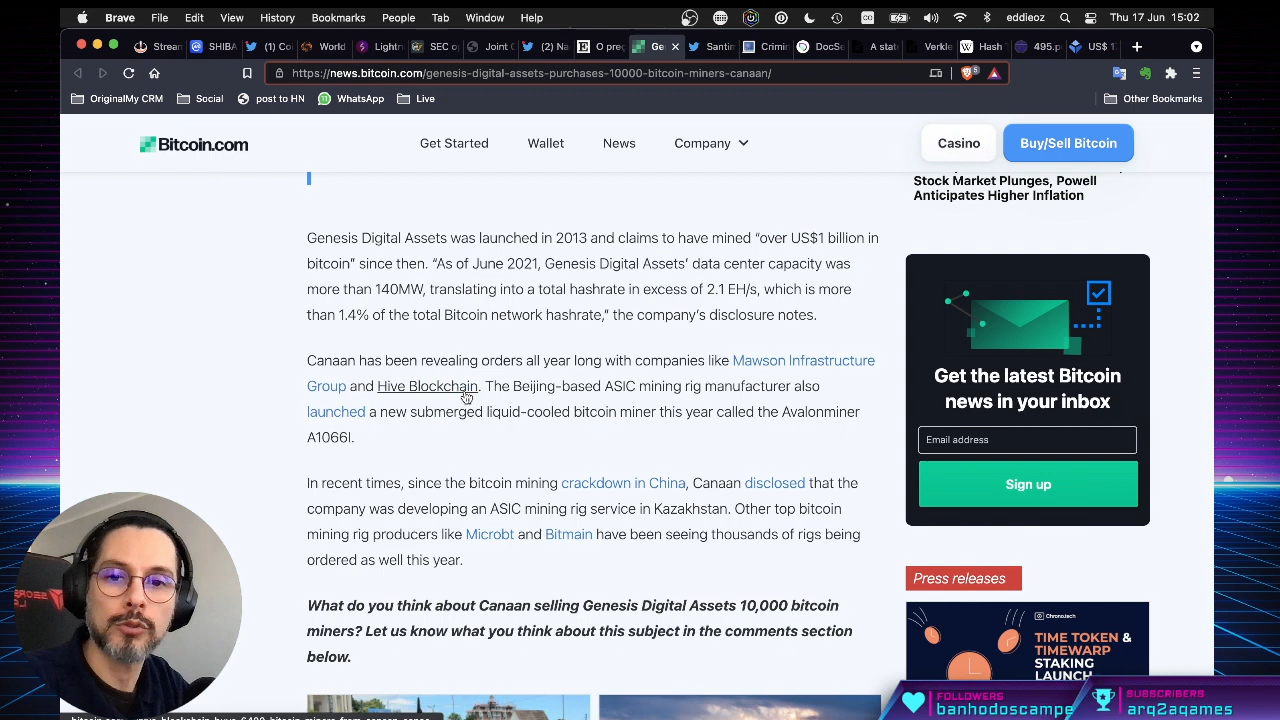 Brave File Edit View History Bookmarks People Tab Window Help eddieoz Thu 17 Jun 15:02
Stream SHIBA (1) Co World Lightn SEC o Joint C (2) Na O preç Ge Santim Crimin DocSe A state Verkle Hash T 495.p US$ 1
https://news.bitcoin.com/genesis-digital-assets-purchases-10000-bitcoin-miners-canaan/
OriginalMy CRM Social post to HN WhatsApp Live Other Bookmarks
Bitcoin.com Get Started Wallet News Company Casino Buy/Sell Bitcoin
Stock Market Plunges, Powell
Anticipates Higher Inflation
Genesis Digital Assets was launched in 2013 and claims to have mined “over US$1 billion in
bitcoin” since then. “As of June 2021, Genesis Digital Assets’ data center capacity was
more than 140MW, translating into total hashrate in excess of 2.1 EH/s, which is more
than 1.4% of the total Bitcoin network hashrate,” the company’s disclosure notes.
Canaan has been revealing orders all year long with companies like Mawson Infrastructure
Group and Hive Blockchain. The Beijing-based ASIC mining rig manufacturer also
launched a new submerged liquid-cooled bitcoin miner this year called the Avalonminer
A1066I.
In recent times, since the bitcoin mining crackdown in China, Canaan disclosed that the
company was developing an ASIC mining rig service in Kazakhstan. Other top bitcoin
mining rig producers like Microbt and Bitmain have been seeing thousands of rigs being
ordered as well this year.
What do you think about Canaan selling Genesis Digital Assets 10,000 bitcoin
miners? Let us know what you think about this subject in the comments section
below.
Get the latest Bitcoin
news in your inbox
Email address
Sign up
Press releases
Chrono.tech
TIME TOKEN &
TIMEWARP
STAKING
LAUNCH
FOLLOWERS
banhodoscampe
SUBSCRIBERS
arq2agames